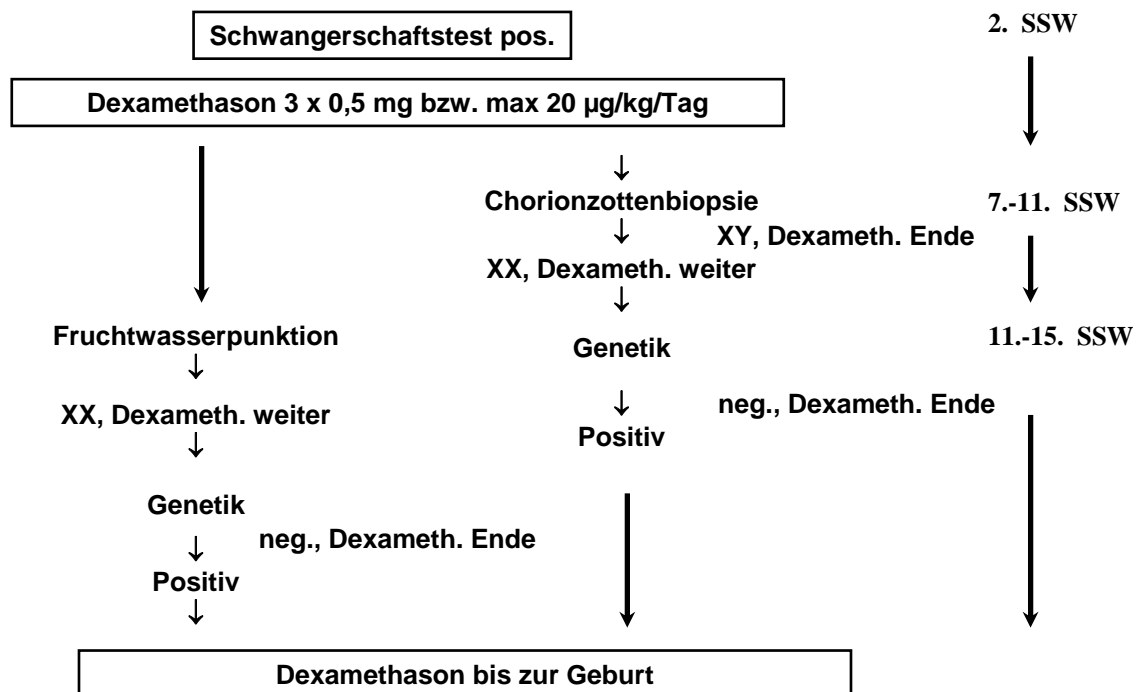 Schwangerschaftstest pos.
2. SSW
Dexamethason 3 x 0,5 mg bzw. max 20 µg/kg/Tag
↓
Chorionzottenbiopsie
7.-11. SSW
↓
XY, Dexameth. Ende
XX, Dexameth. weiter
↓
Fruchtwasserpunktion
11.-15. SSW
↓
Genetik
↓
neg., Dexameth. Ende
XX, Dexameth. weiter
↓
Positiv
Genetik
↓
neg., Dexameth. Ende
Positiv
↓
Dexamethason bis zur Geburt